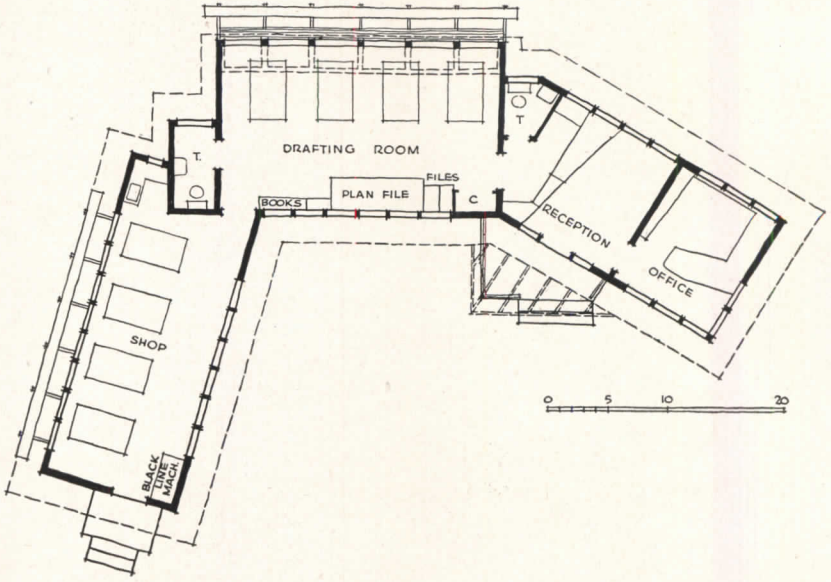 T.
DRAFTING ROOM
T.
BOOKS
PLAN FILE
FILES
C
RECEPTION
OFFICE
SHOP
BLACK
LINE
MACH.
0 5 10 20